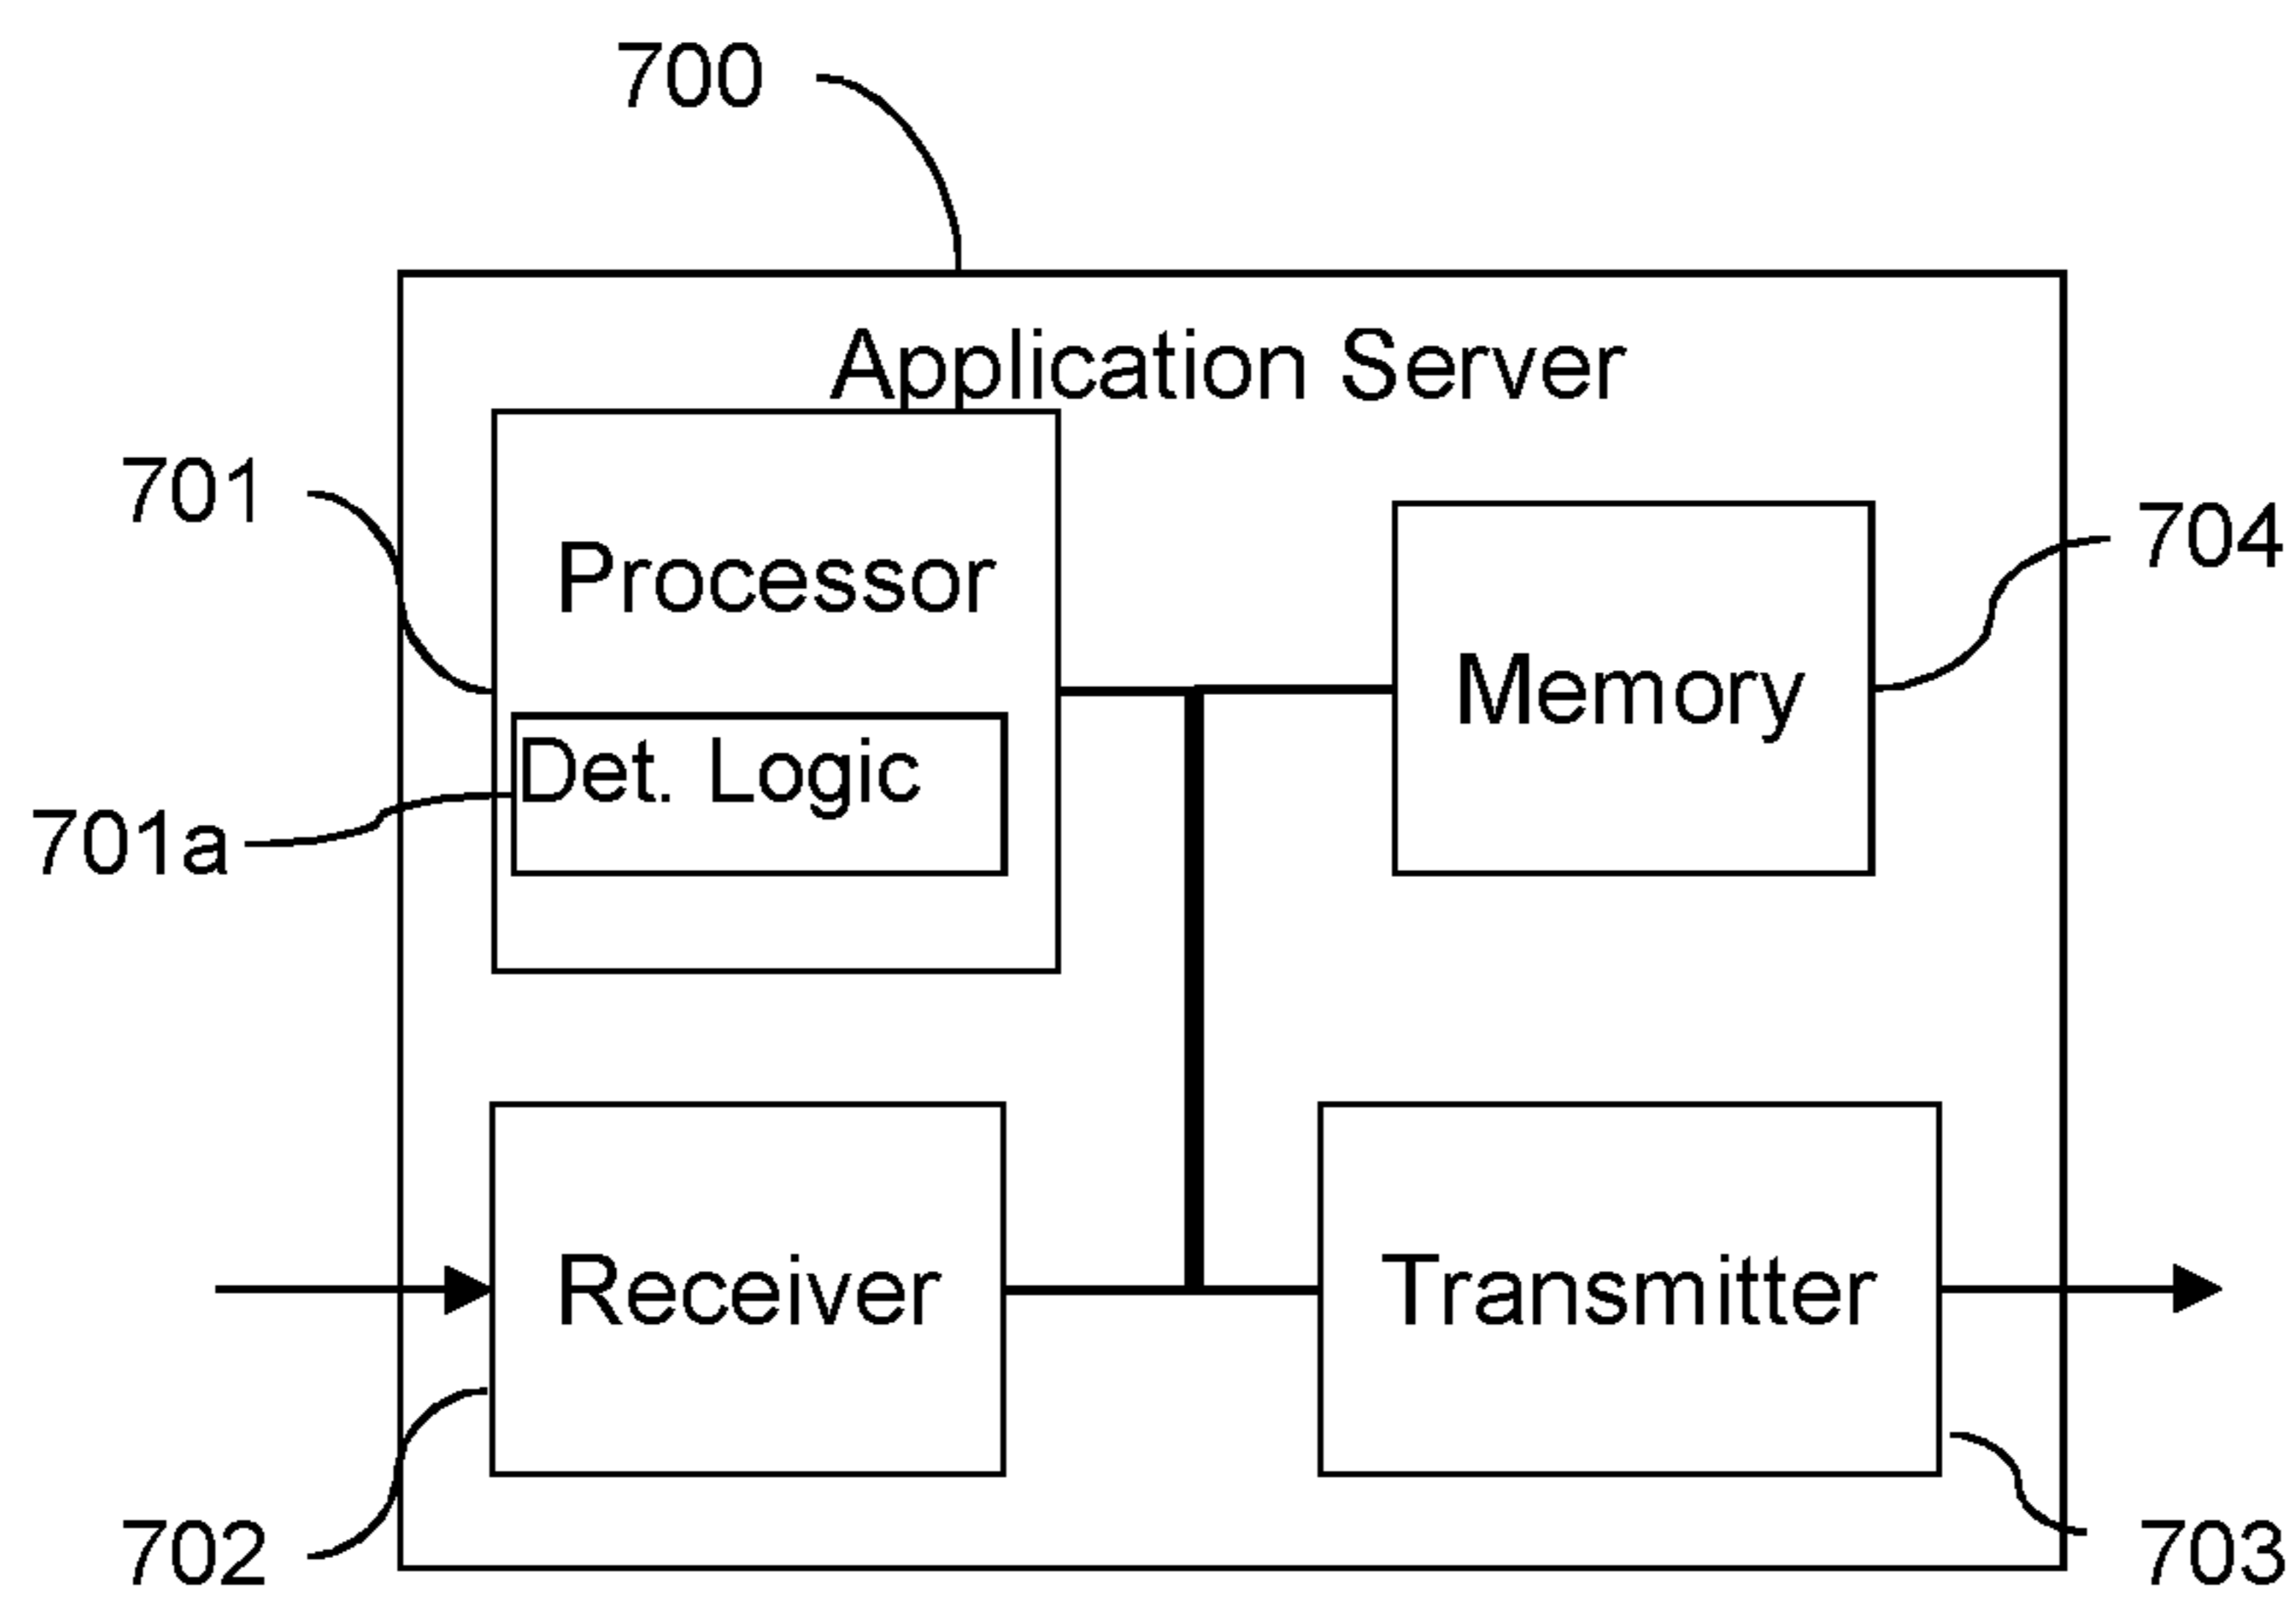 700
Application Server
701
Processor
704
Memory
Det. Logic
701a
Receiver
Transmitter
702
703